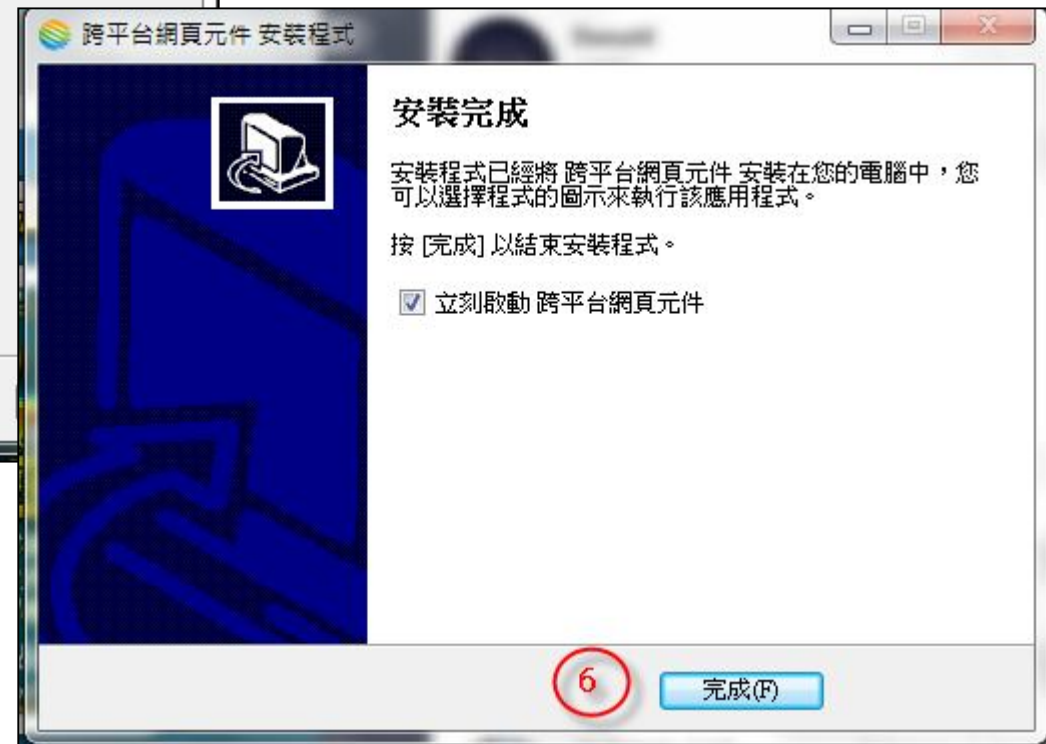 跨平台網頁元件 安裝程式
安裝完成
安裝程式已經將 跨平台網頁元件 安裝在您的電腦中，您
可以選擇程式的圖示來執行該應用程式。
按 [完成] 以結束安裝程式。
立刻啟動 跨平台網頁元件
6
完成(F)